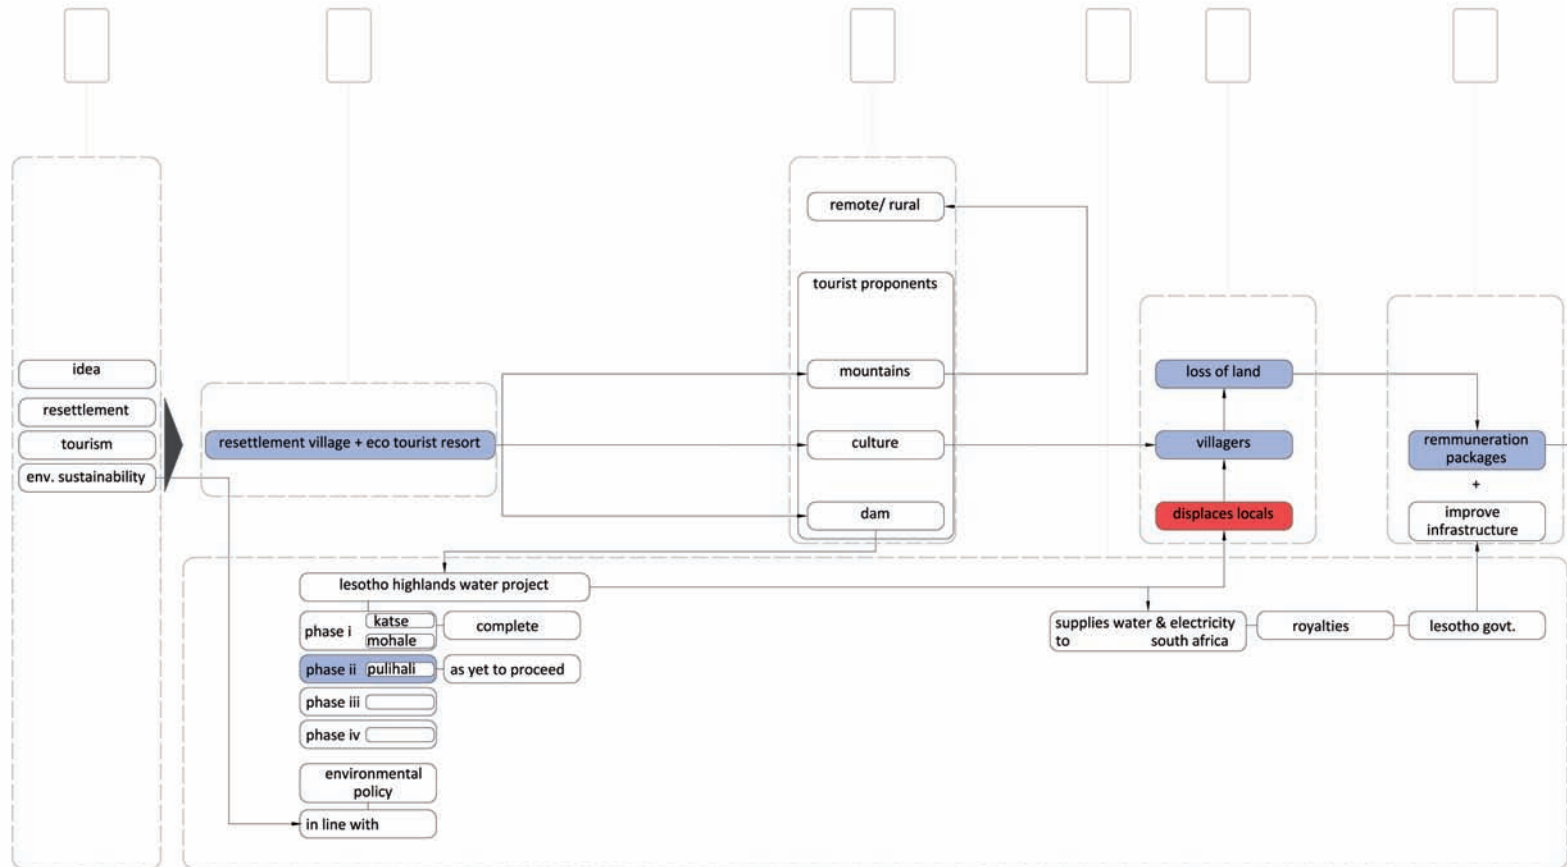 idea
resettlement
tourism
env. sustainability
resettlement village + eco tourist resort
remote/ rural
tourist proponents
mountains
culture
dam
loss of land
villagers
displaces locals
remmuneration
packages
+
improve
infrastructure
lesotho highlands water project
phase i
katse
mohale
complete
phase ii
pulihali
as yet to proceed
phase iii
phase iv
environmental
policy
in line with
supplies water & electricity
to south africa
royalties
lesotho govt.